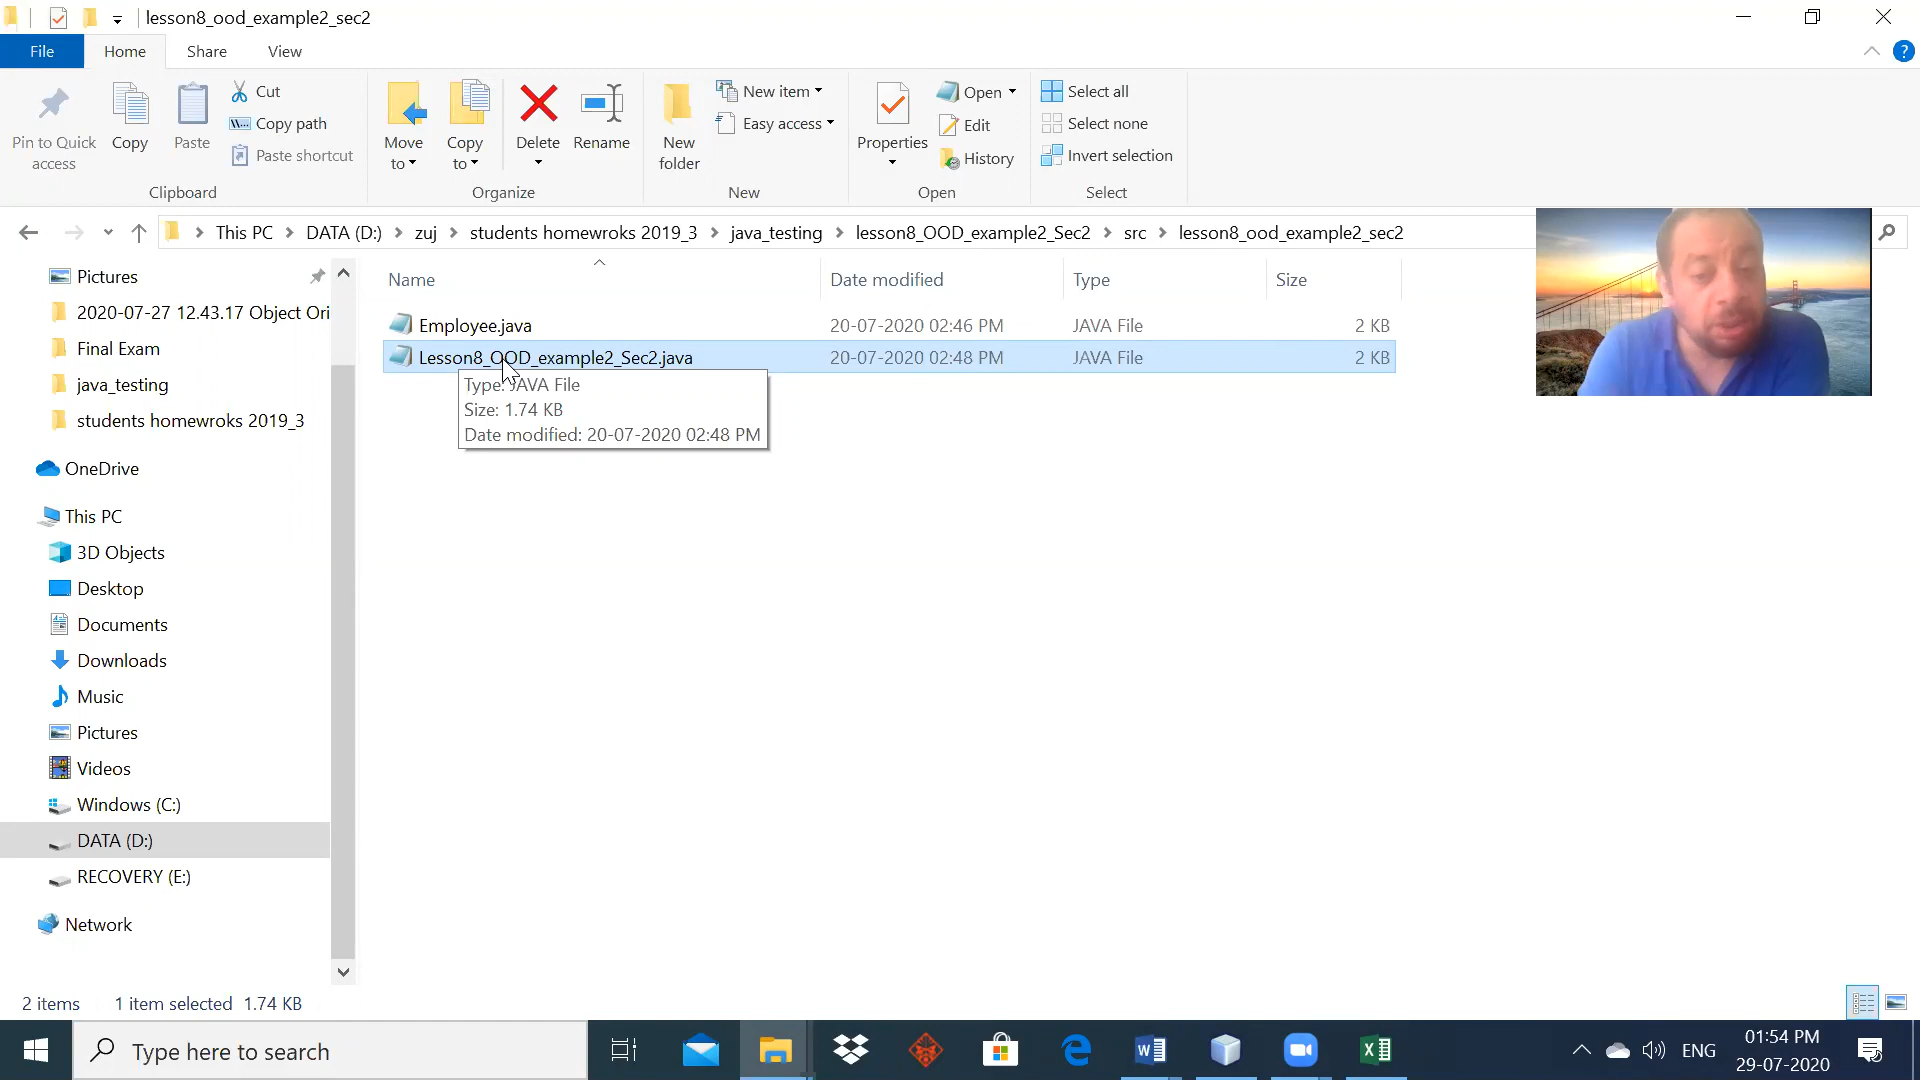 lesson8_ood_example2_sec2
File Home Share View
Pin to Quick access
Copy
Paste
Cut
Copy path
Paste shortcut
Clipboard
Move to
Copy to
Delete
Rename
Organize
New folder
New item
Easy access
New
Properties
Open
Edit
History
Open
Select all
Select none
Invert selection
Select
This PC DATA (D:) zuj students homewroks 2019_3 java_testing lesson8_OOD_example2_Sec2 src lesson8_ood_example2_sec2
Pictures
2020-07-27 12.43.17 Object Ori
Final Exam
java_testing
students homewroks 2019_3
OneDrive
This PC
3D Objects
Desktop
Documents
Downloads
Music
Pictures
Videos
Windows (C:)
DATA (D:)
RECOVERY (E:)
Network
Name Date modified Type Size
Employee.java 20-07-2020 02:46 PM JAVA File 2 KB
Lesson8_OOD_example2_Sec2.java 20-07-2020 02:48 PM JAVA File 2 KB
Type: JAVA File
Size: 1.74 KB
Date modified: 20-07-2020 02:48 PM
2 items 1 item selected 1.74 KB
Type here to search
ENG
01:54 PM
29-07-2020